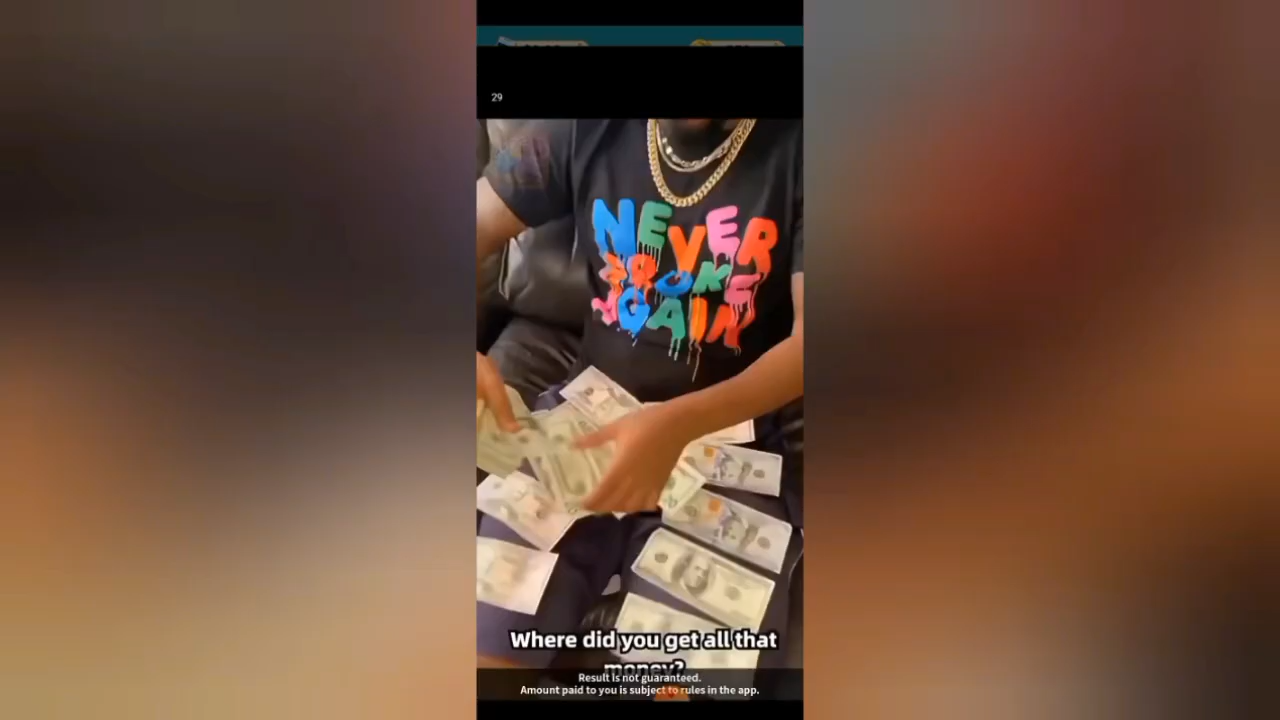 29
NEVER
BROKE
AGAIN
Where did you get all that
money?
Result is not guaranteed.
Amount paid to you is subject to rules in the app.